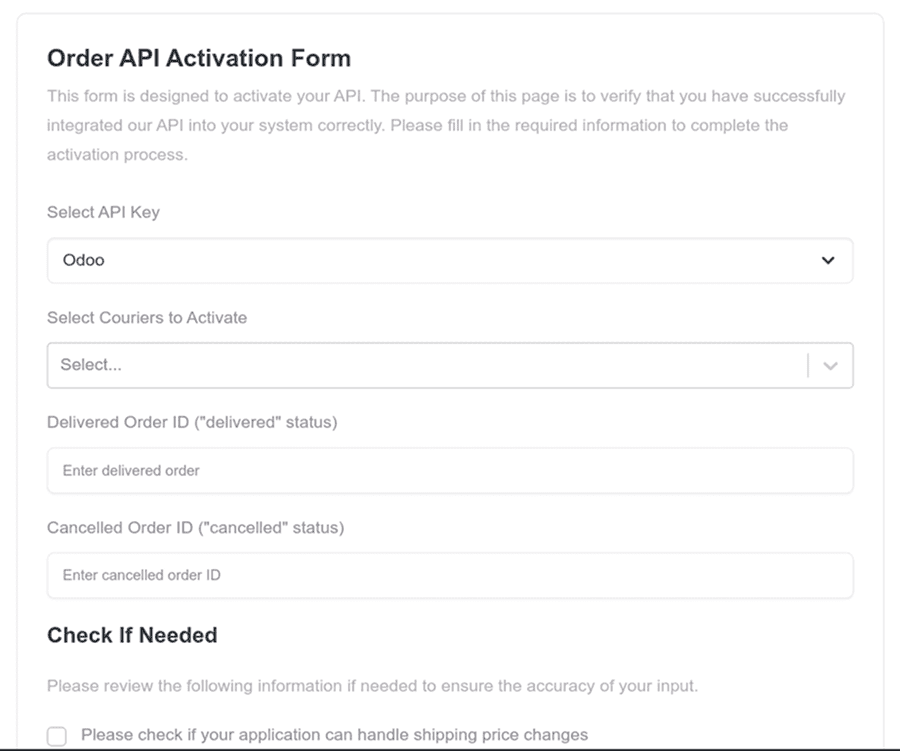 Order API Activation Form
This form is designed to activate your API. The purpose of this page is to verify that you have successfully
integrated our API into your system correctly. Please fill in the required information to complete the
activation process.
Select API Key
Odoo
Select Couriers to Activate
Select...
Delivered Order ID ("delivered" status)
Enter delivered order
Cancelled Order ID ("cancelled" status)
Enter cancelled order ID
Check If Needed
Please review the following information if needed to ensure the accuracy of your input.
Please check if your application can handle shipping price changes